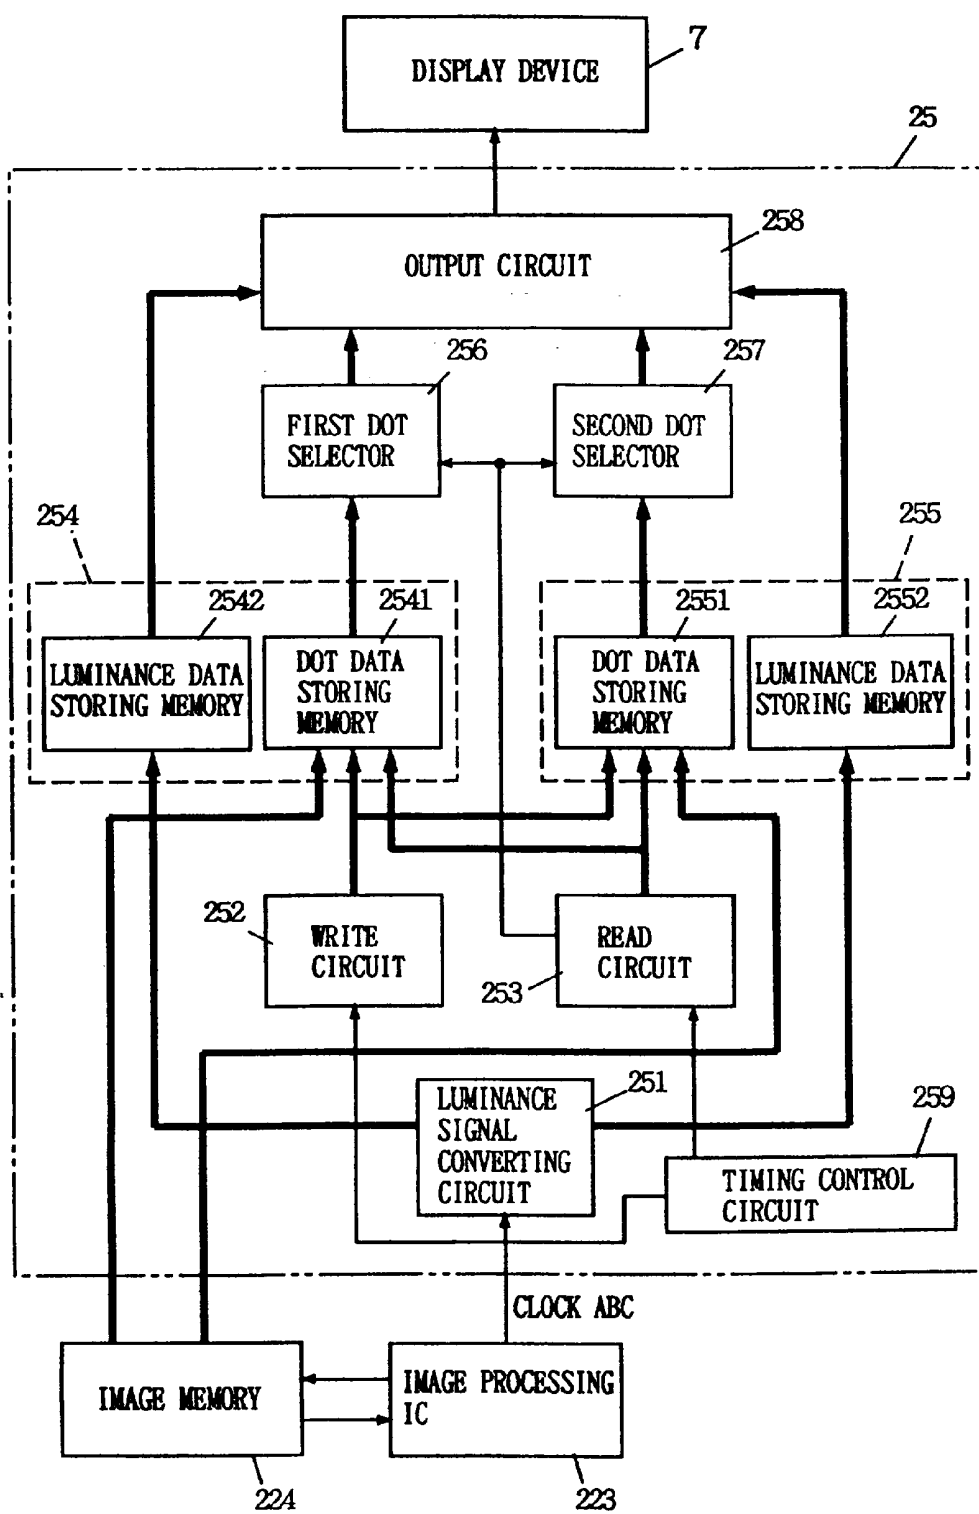 DISPLAY DEVICE
7
25
258
OUTPUT CIRCUIT
256
257
FIRST DOT
SELECTOR
SECOND DOT
SELECTOR
254
255
2542
2541
2551
2552
LUMINANCE DATA
STORING MEMORY
DOT DATA
STORING
MEMORY
DOT DATA
STORING
MEMORY
LUMINANCE DATA
STORING MEMORY
252
WRITE
CIRCUIT
253
READ
CIRCUIT
251
LUMINANCE
SIGNAL
CONVERTING
CIRCUIT
259
TIMING CONTROL
CIRCUIT
CLOCK ABC
IMAGE MEMORY
IMAGE PROCESSING
IC
224
223